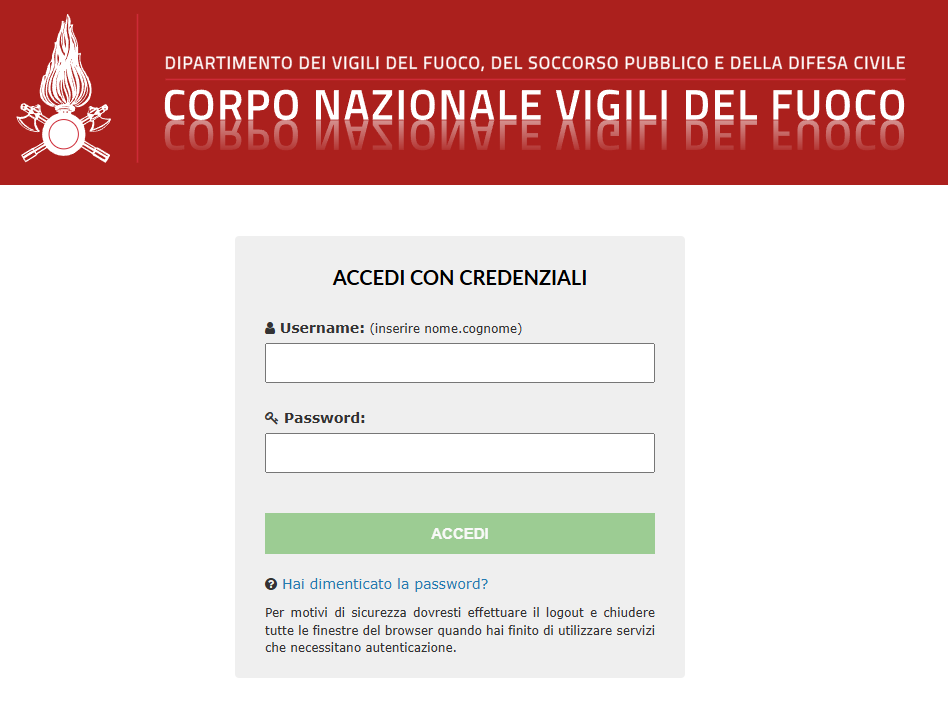 DIPARTIMENTO DEI VIGILI DEL FUOCO, DEL SOCCORSO PUBBLICO E DELLA DIFESA CIVILE
CORPO NAZIONALE VIGILI DEL FUOCO
ACCEDI CON CREDENZIALI
Username: (inserire nome.cognome)
Password:
ACCEDI
Hai dimenticato la password?
Per motivi di sicurezza dovresti effettuare il logout e chiudere
tutte le finestre del browser quando hai finito di utilizzare servizi
che necessitano autenticazione.